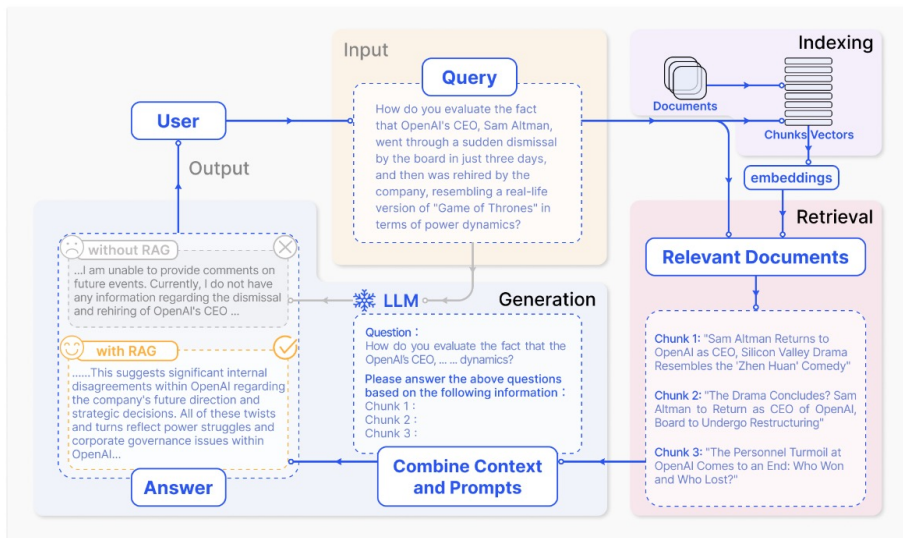 Input
Query
How do you evaluate the fact
that OpenAI's CEO, Sam Altman,
went through a sudden dismissal
by the board in just three days,
and then was rehired by the
company, resembling a real-life
version of "Game of Thrones" in
terms of power dynamics?
Indexing
Documents
Chunks Vectors
embeddings
User
Output
Retrieval
Relevant Documents
Chunk 1: "Sam Altman Returns to
OpenAI as CEO, Silicon Valley Drama
Resembles the 'Zhen Huan' Comedy"
Chunk 2: "The Drama Concludes? Sam
Altman to Return as CEO of OpenAI,
Board to Undergo Restructuring"
Chunk 3: "The Personnel Turmoil at
OpenAI Comes to an End: Who Won
and Who Lost?"
without RAG
...I am unable to provide comments on
future events. Currently, I do not have
any information regarding the dismissal
and rehiring of OpenAI's CEO ...
with RAG
......This suggests significant internal
disagreements within OpenAI regarding
the company's future direction and
strategic decisions. All of these twists
and turns reflect power struggles and
corporate governance issues within
OpenAI...
Answer
LLM
Generation
Question :
How do you evaluate the fact that the
OpenAI's CEO, ... ... dynamics?
Please answer the above questions
based on the following information :
Chunk 1 :
Chunk 2 :
Chunk 3 :
Combine Context
and Prompts